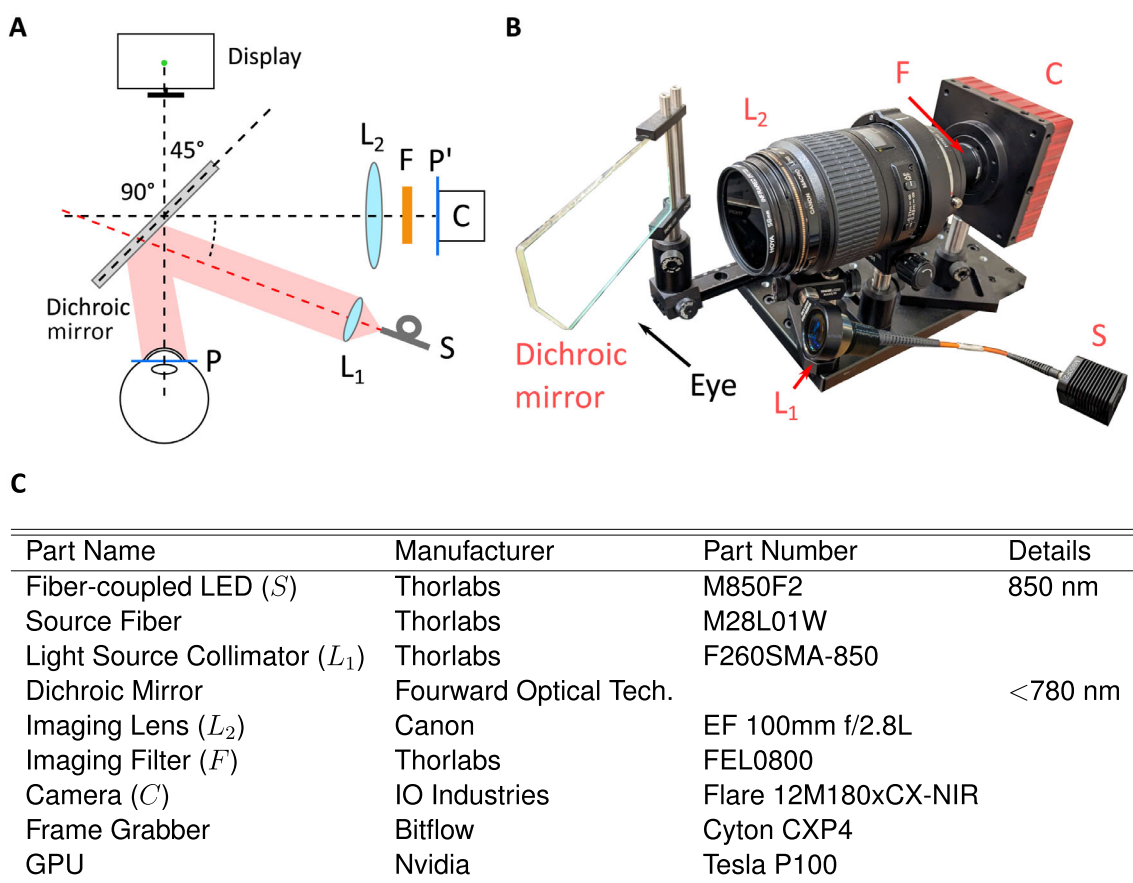 A
Display
45°
90°
L2
F
P'
C
Dichroic
mirror
P
L1
S
B
F
C
L2
Dichroic
mirror
Eye
L1
S
C
Part Name Manufacturer Part Number Details
Fiber-coupled LED (S) Thorlabs M850F2 850 nm
Source Fiber Thorlabs M28L01W
Light Source Collimator (L1) Thorlabs F260SMA-850
Dichroic Mirror Fourward Optical Tech. <780 nm
Imaging Lens (L2) Canon EF 100mm f/2.8L
Imaging Filter (F) Thorlabs FEL0800
Camera (C) IO Industries Flare 12M180xCX-NIR
Frame Grabber Bitflow Cyton CXP4
GPU Nvidia Tesla P100